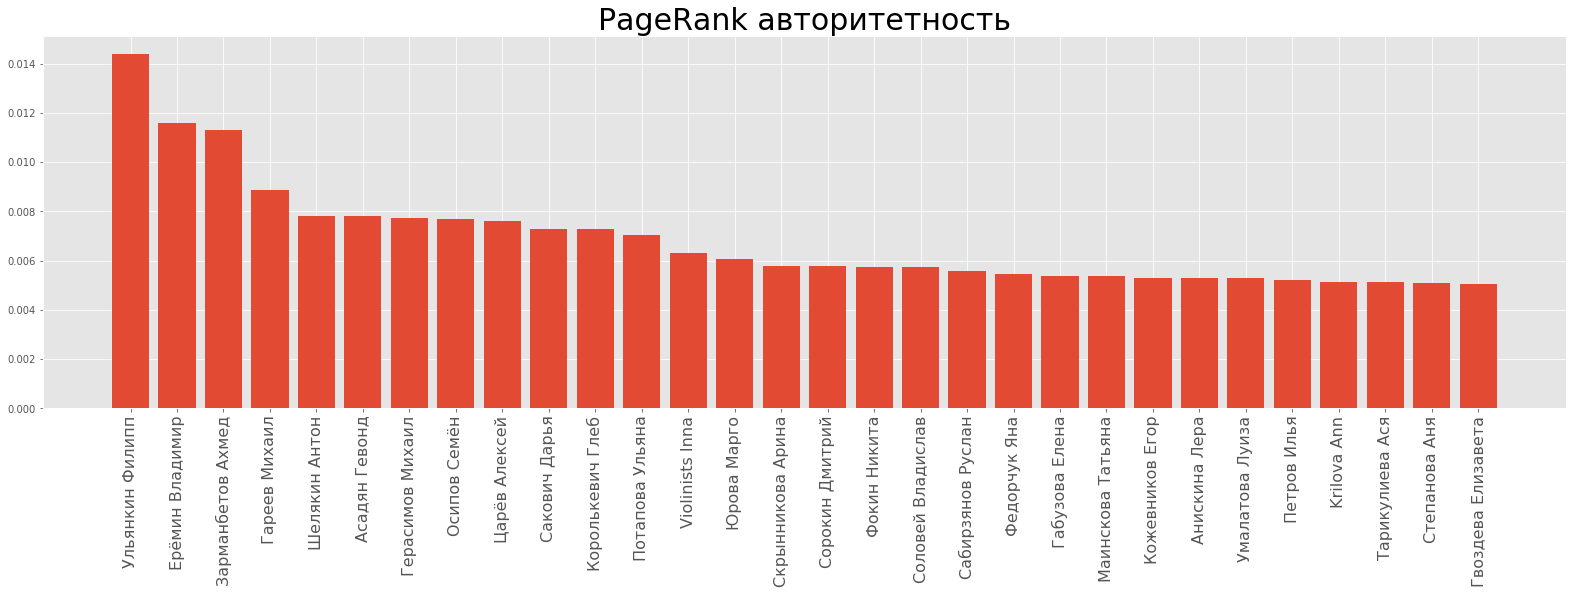 PageRank авторитетность
0.014
0.012
0.010
0.008
0.006
0.004
0.002
0.000
Ульянкин Филипп
Ерёмин Владимир
Зарманбетов Ахмед
Гареев Михаил
Шелякин Антон
Асадян Гевонд
Герасимов Михаил
Осипов Семён
Царёв Алексей
Сакович Дарья
Королькевич Глеб
Потапова Ульяна
Violinists Inna
Юрова Марго
Скрынникова Арина
Сорокин Дмитрий
Фокин Никита
Соловей Владислав
Сабирзянов Руслан
Федорчук Яна
Габузова Елена
Маинскова Татьяна
Кожевников Егор
Анискина Лера
Умалатова Луиза
Петров Илья
Krilova Ann
Тарикулиева Ася
Степанова Аня
Гвоздева Елизавета